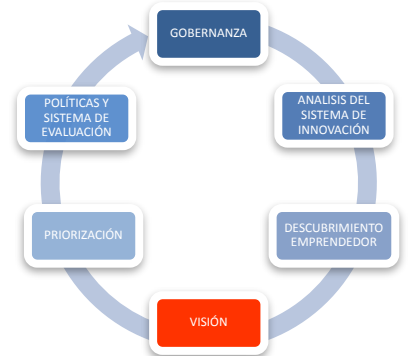 GOBERNANZA
ANALISIS DEL
SISTEMA DE
INNOVACIÓN
DESCUBRIMIENTO
EMPRENDEDOR
VISIÓN
PRIORIZACIÓN
POLÍTICAS Y
SISTEMA DE
EVALUACIÓN